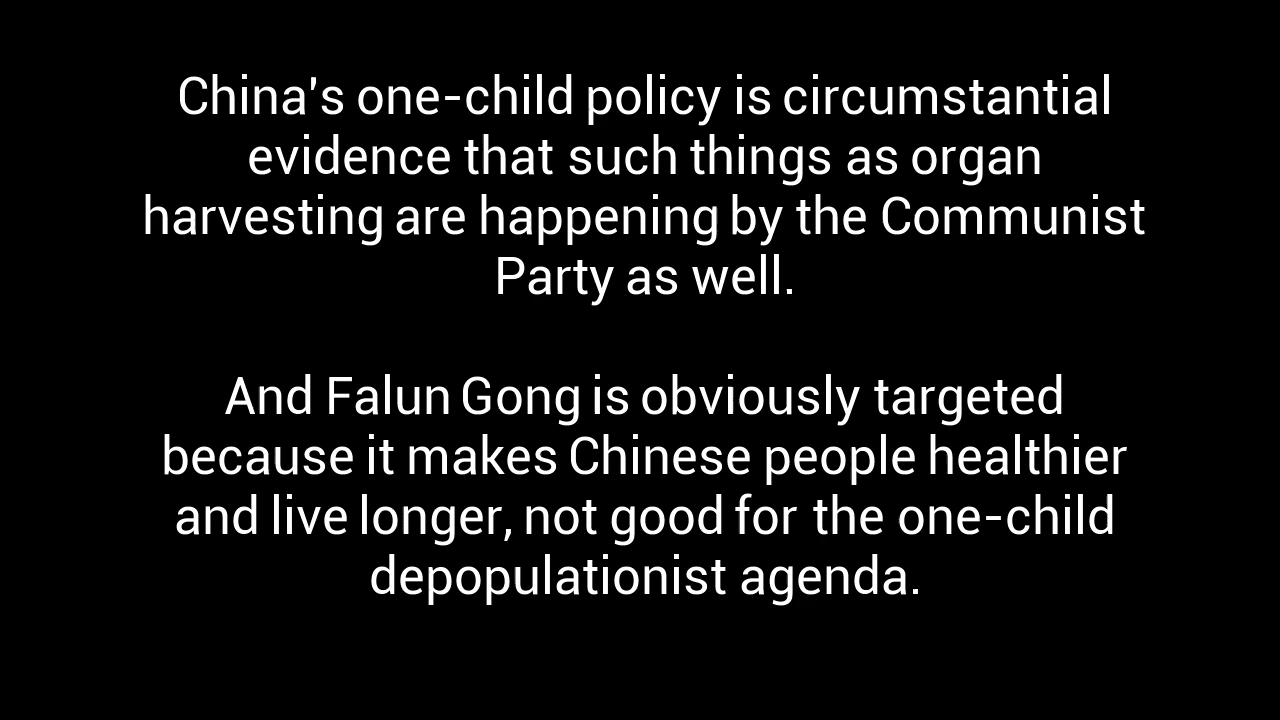 China's one-child policy is circumstantial
evidence that such things as organ
harvesting are happening by the Communist
Party as well.
And Falun Gong is obviously targeted
because it makes Chinese people healthier
and live longer, not good for the one-child
depopulationist agenda.